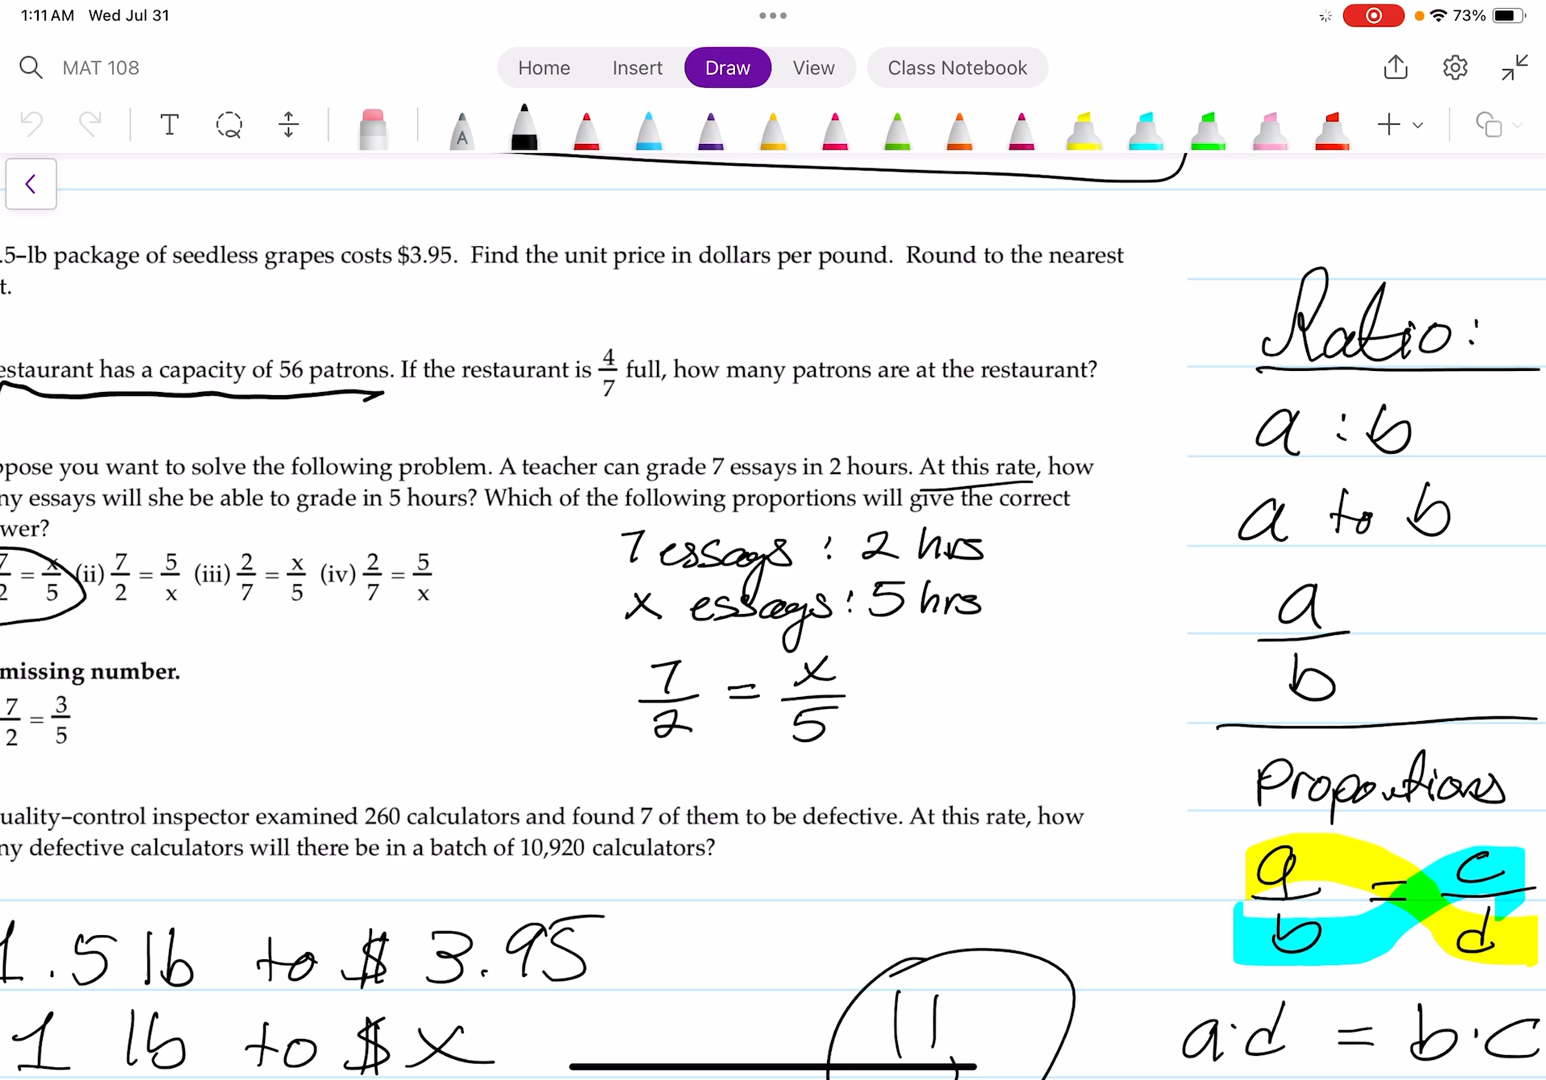 1:11 AM Wed Jul 31
73%
MAT 108
Home Insert Draw View Class Notebook
T A
.5–lb package of seedless grapes costs $3.95. Find the unit price in dollars per pound. Round to the nearest
t.
estaurant has a capacity of 56 patrons. If the restaurant is 4/7 full, how many patrons are at the restaurant?
ppose you want to solve the following problem. A teacher can grade 7 essays in 2 hours. At this rate, how
ny essays will she be able to grade in 5 hours? Which of the following proportions will give the correct
wer?
7/2 = x/5 (ii) 7/2 = 5/x (iii) 2/7 = x/5 (iv) 2/7 = 5/x
7 essays : 2 hrs
x essays : 5 hrs
7/2 = x/5
missing number.
7/2 = 3/5
uality–control inspector examined 260 calculators and found 7 of them to be defective. At this rate, how
ny defective calculators will there be in a batch of 10,920 calculators?
1.5 lb to $ 3.95
1 lb to $ x
11
Ratio:
a : b
a to b
a/b
Proportions
a/b = c/d
a·d = b·c